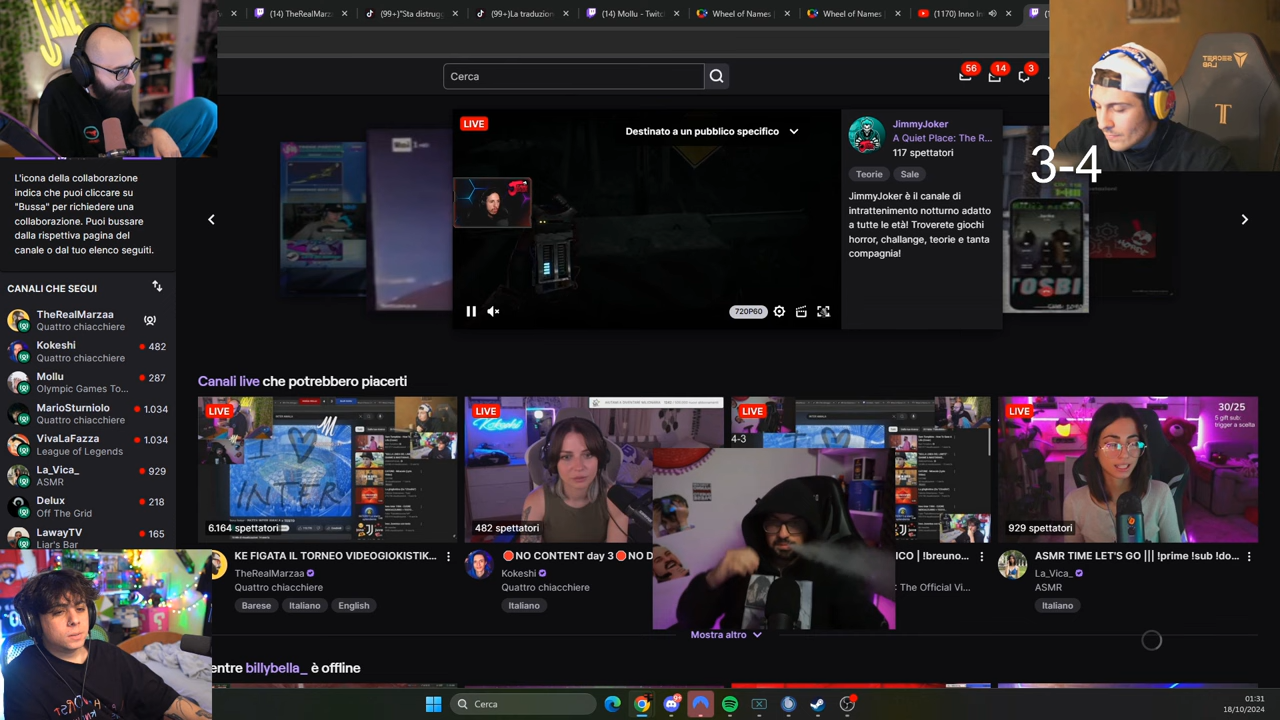 (14) TheRealMarz
(99+)"Sta distrug
(99+)La traduzion
(14) Mollu - Twitc
Wheel of Names |
Wheel of Names
(1170) Inno I
Cerca
56
14
3
3-4
L'icona della collaborazione
indica che puoi cliccare su
"Bussa" per richiedere una
collaborazione. Puoi bussare
dalla rispettiva pagina del
canale o dal tuo elenco seguiti.
CANALI CHE SEGUI
TheRealMarzaa
Quattro chiacchiere
Kokeshi
482
Quattro chiacchiere
Mollu
287
Olympic Games To...
MarioSturniolo
1.034
Quattro chiacchiere
VivaLaFazza
1.034
League of Legends
La_Vica_
929
ASMR
Delux
218
Off The Grid
LawayTV
165
Liar's Bar
LIVE
Destinato a un pubblico specifico
720P60
JimmyJoker
A Quiet Place: The R...
117 spettatori
Teorie
Sale
JimmyJoker è il canale di
intrattenimento notturno adatto
a tutte le età! Troverete giochi
horror, challange, teorie e tanta
compagnia!
Canali live che potrebbero piacerti
LIVE
6.164 spettatori
KE FIGATA IL TORNEO VIDEOGIOKISTIK...
TheRealMarzaa
Quattro chiacchiere
Barese
Italiano
English
LIVE
482 spettatori
NO CONTENT day 3 NO D
Kokeshi
Quattro chiacchiere
Italiano
LIVE
4-3
ICO | !breuno...
: The Official Vi...
LIVE
30/25
5 gift sub:
trigger a scelta
929 spettatori
ASMR TIME LET'S GO ||| !prime !sub !do...
La_Vica_
ASMR
Italiano
Mostra altro
entre billybella_ è offline
Cerca
01:31
18/10/2024